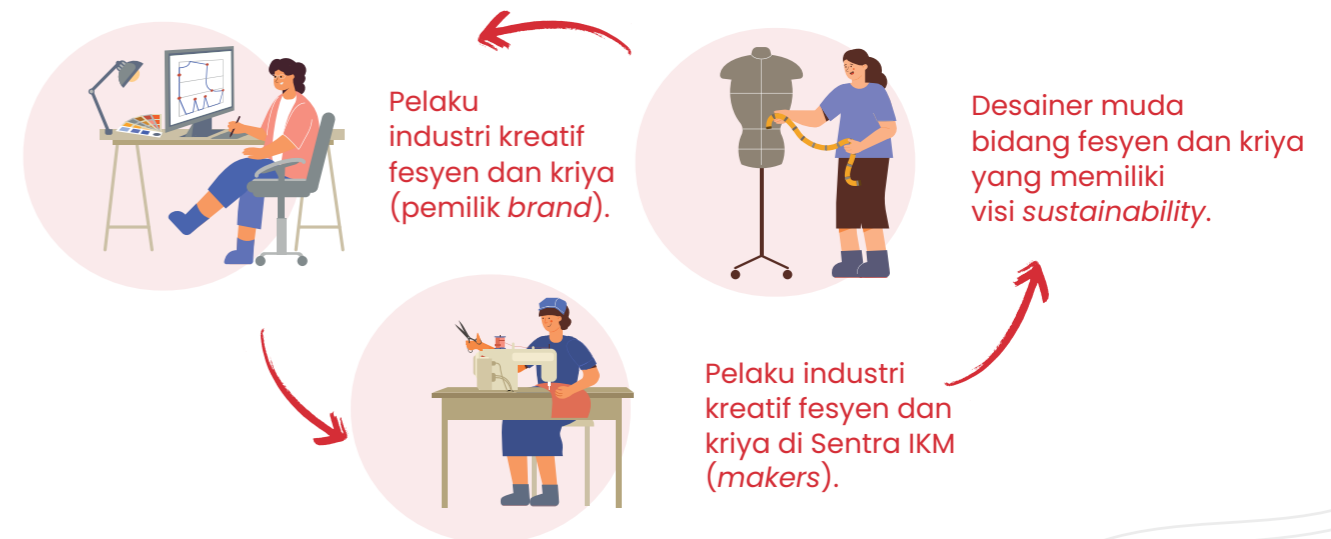 Pelaku
industri kreatif
fesyen dan kriya
(pemilik brand).
Desainer muda
bidang fesyen dan kriya
yang memiliki
visi sustainability.
Pelaku industri
kreatif fesyen dan
kriya di Sentra IKM
(makers).